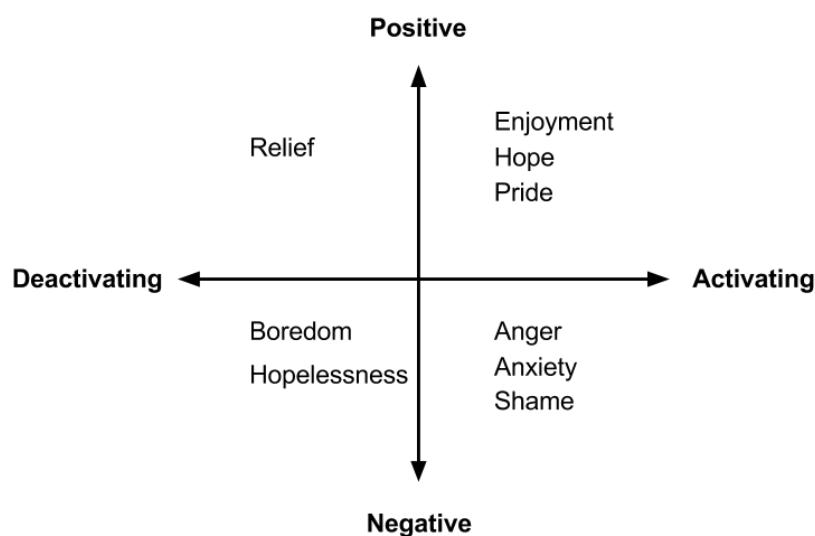 Positive
Relief
Enjoyment
Hope
Pride
Deactivating
Activating
Boredom
Hopelessness
Anger
Anxiety
Shame
Negative